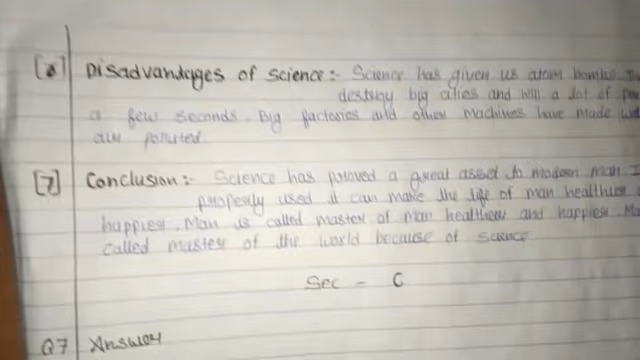 [6] Disadvantages of science:- Science has given us atom bombs.
destroy big cities and will a lot of
a few seconds. Big factories and other machines have made
air polluted.
[7] Conclusion:- Science has proved a great asset to modern man. I
properly used it can make the life of man healthier
happier. Man is called master of man healthier and happier. Ma
called master of the world because of science
Sec - C
Q7 Answer